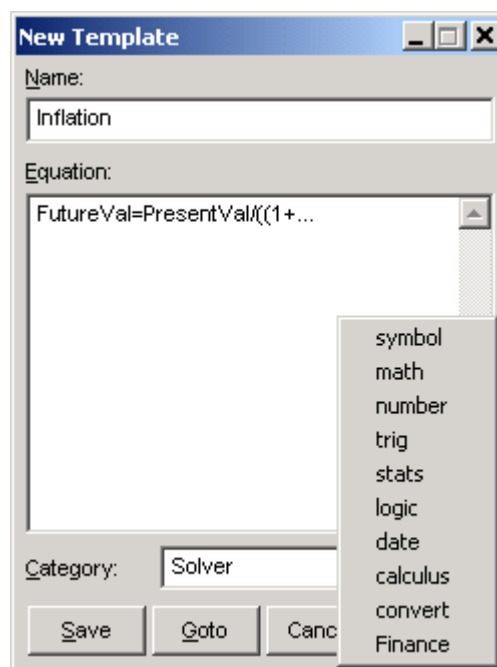 New Template
Name:
Inflation
Equation:
FutureVal=PresentVal/((1+...
symbol
math
number
trig
stats
logic
date
calculus
convert
Finance
Category:
Solver
Save
Goto
Canc